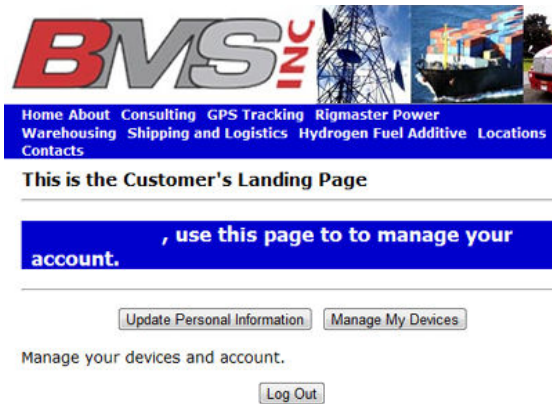 BMS INC
Home About Consulting GPS Tracking Rigmaster Power
Warehousing Shipping and Logistics Hydrogen Fuel Additive Locations
Contacts
This is the Customer's Landing Page
, use this page to to manage your
account.
Update Personal Information Manage My Devices
Manage your devices and account.
Log Out